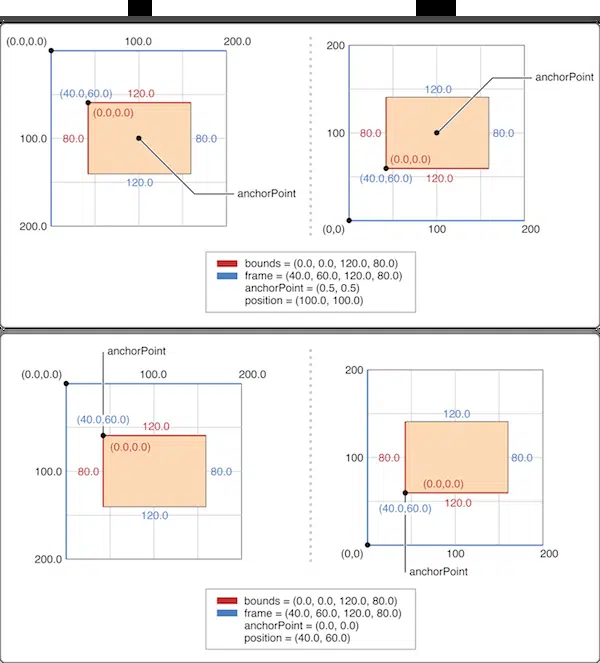 (0.0,0.0) 100.0 200.0
(40.0,60.0) 120.0
(0.0,0.0)
100.0 80.0 80.0
120.0
anchorPoint
200.0
200
anchorPoint
120.0
100 80.0 80.0
(0.0,0.0)
(40.0,60.0) 120.0
(0,0) 100 200
bounds = (0.0, 0.0, 120.0, 80.0)
frame = (40.0, 60.0, 120.0, 80.0)
anchorPoint = (0.5, 0.5)
position = (100.0, 100.0)
anchorPoint
(0.0,0.0) 100.0 200.0
(40.0,60.0) 120.0
(0.0,0.0)
100.0 80.0 80.0
120.0
200.0
200
120.0
100 80.0 80.0
(0.0,0.0)
(40.0,60.0) 120.0
(0,0) 100 200
anchorPoint
bounds = (0.0, 0.0, 120.0, 80.0)
frame = (40.0, 60.0, 120.0, 80.0)
anchorPoint = (0.0, 0.0)
position = (40.0, 60.0)